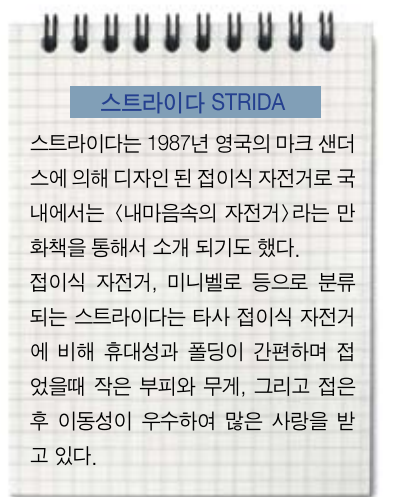 스트라이다 STRIDA
스트라이다는 1987년 영국의 마크 샌더
스에 의해 디자인 된 접이식 자전거로 국
내에서는 〈내마음속의 자전거〉라는 만
화책을 통해서 소개 되기도 했다.
접이식 자전거, 미니벨로 등으로 분류
되는 스트라이다는 타사 접이식 자전거
에 비해 휴대성과 폴딩이 간편하며 접
었을때 작은 부피와 무게, 그리고 접은
후 이동성이 우수하여 많은 사랑을 받
고 있다.